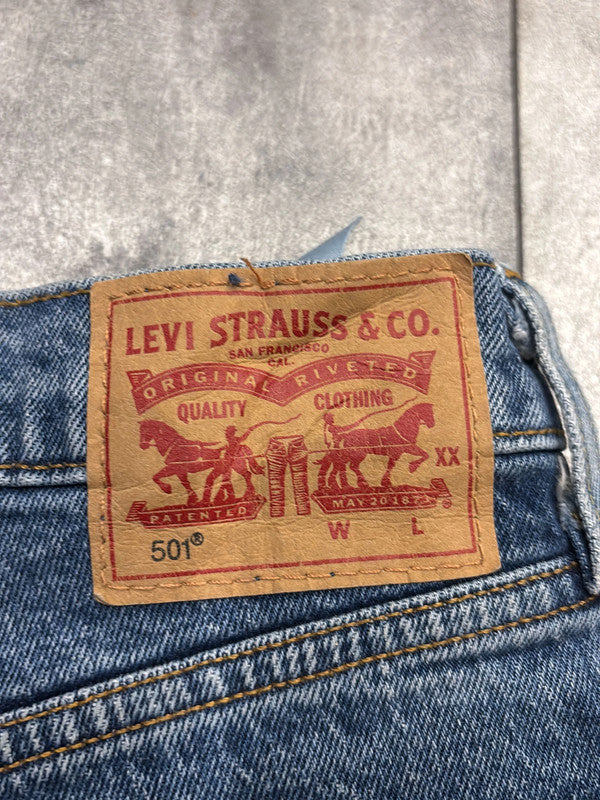 LEVI STRAUSS & CO.
SAN FRANCISCO
CAL.
ORIGINAL RIVETED
QUALITY CLOTHING
XX
PATENTED MAY 20 1873
®
W L
501®